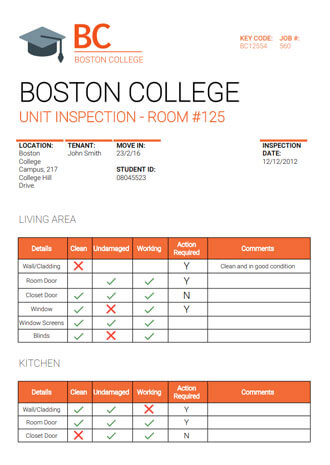 BC
BOSTON COLLEGE
KEY CODE: JOB #:
BC12554 560
BOSTON COLLEGE
UNIT INSPECTION - ROOM #125
LOCATION: TENANT: MOVE IN: INSPECTION
Boston John Smith 23/2/16 DATE:
College 12/12/2012
Campus, 217 STUDENT ID:
College Hill 08045523
Drive
LIVING AREA
Details Clean Undamaged Working Action Required Comments
Wall/Cladding ✗ Y Clean and in good condition
Room Door ✓ ✓ Y
Closet Door ✓ ✓ ✓ N
Window ✓ ✗ ✓ Y
Window Screens ✓ ✓ ✓
Blinds ✓ ✗ ✓
KITCHEN
Details Clean Undamaged Working Action Required Comments
Wall/Cladding ✓ ✓ ✗ Y
Room Door ✓ ✓ ✓ Y
Closet Door ✗ ✓ ✓ N